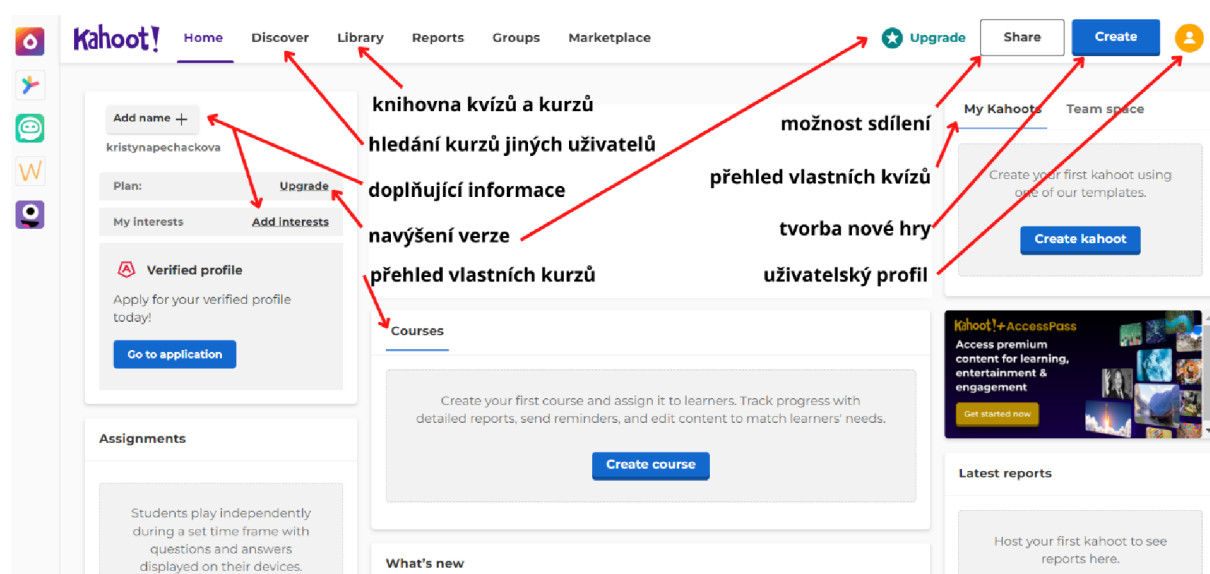 Kahoot!
Home
Discover
Library
Reports
Groups
Marketplace
Upgrade
Share
Create
Add name +
kristynapechackova
Plan:
Upgrade
My interests
Add interests
Verified profile
Apply for your verified profile
today!
Go to application
Assignments
Students play independently
during a set time frame with
questions and answers
displayed on their devices.
knihovna kvízů a kurzů
hledání kurzů jiných uživatelů
doplňující informace
navýšení verze
přehled vlastních kurzů
možnost sdílení
přehled vlastních kvízů
tvorba nové hry
uživatelský profil
Courses
Create your first course and assign it to learners. Track progress with
detailed reports, send reminders, and edit content to match learners' needs.
Create course
What's new
My Kahoots
Team space
Create your first kahoot using
one of our templates.
Create kahoot
Kahoot!+AccessPass
Access premium
content for learning,
entertainment &
engagement
Get started now
Latest reports
Host your first kahoot to see
reports here.